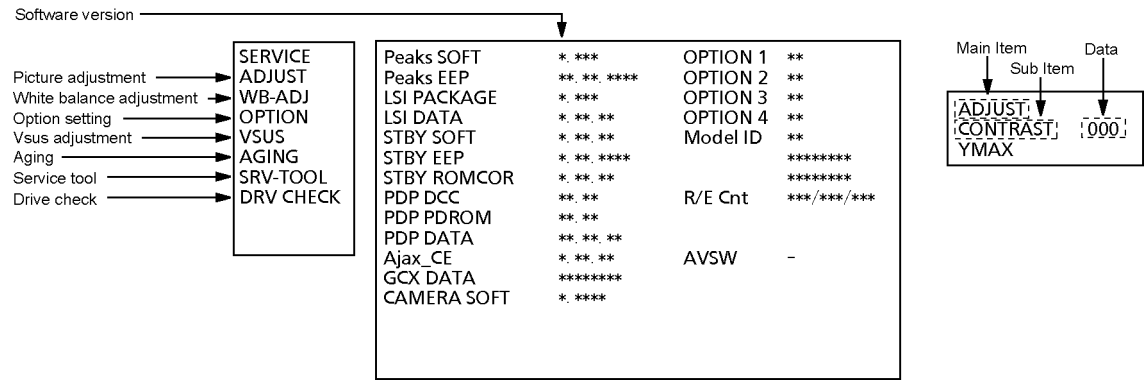 Software version
Picture adjustment
White balance adjustment
Option setting
Vsus adjustment
Aging
Service tool
Drive check
SERVICE
ADJUST
WB-ADJ
OPTION
VSUS
AGING
SRV-TOOL
DRV CHECK
Peaks SOFT *. *** OPTION 1 **
Peaks EEP **. **. **** OPTION 2 **
LSI PACKAGE *. *** OPTION 3 **
LSI DATA *. **. ** OPTION 4 **
STBY SOFT *. **. ** Model ID **
STBY EEP *. **. **** ********
STBY ROMCOR *. **. ** ********
PDP DCC **. ** R/E Cnt ***/***/***
PDP PDROM **. **
PDP DATA **. **. **
Ajax_CE *. **. ** AVSW -
GCX DATA ********
CAMERA SOFT *. ****
Main Item
Sub Item
Data
ADJUST
CONTRAST 000
YMAX